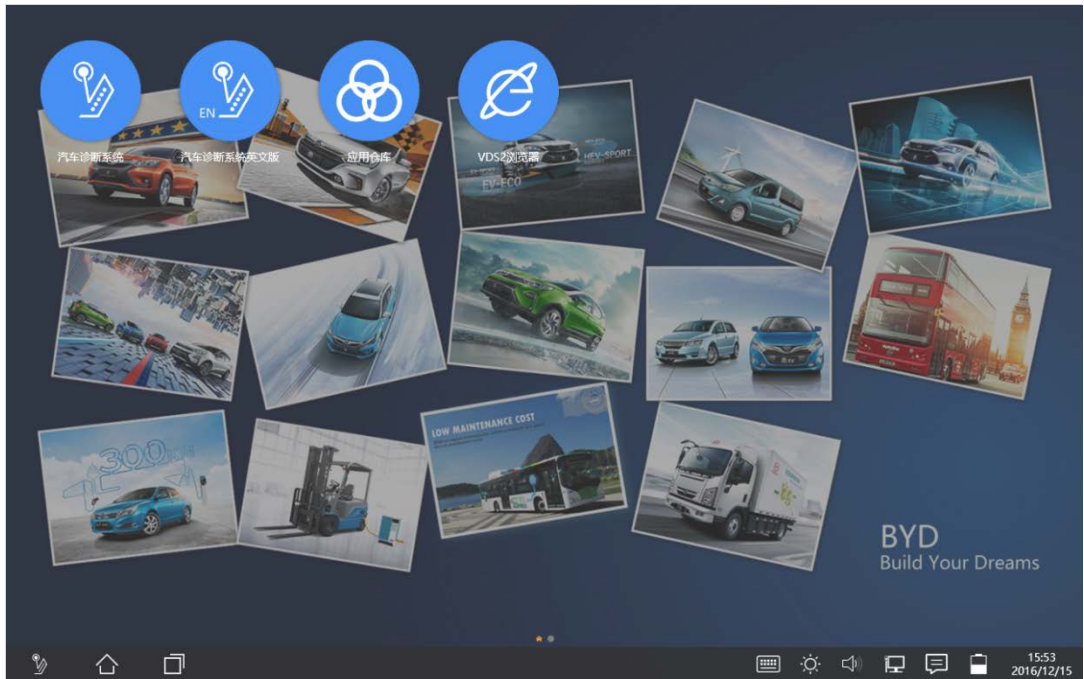 EN
汽车诊断系统
汽车诊断系统英文版
应用仓库
VDS2浏览器
HEV-SPORT
EV-ECO
300
LOW MAINTENANCE COST
BYD
Build Your Dreams
15:53
2016/12/15